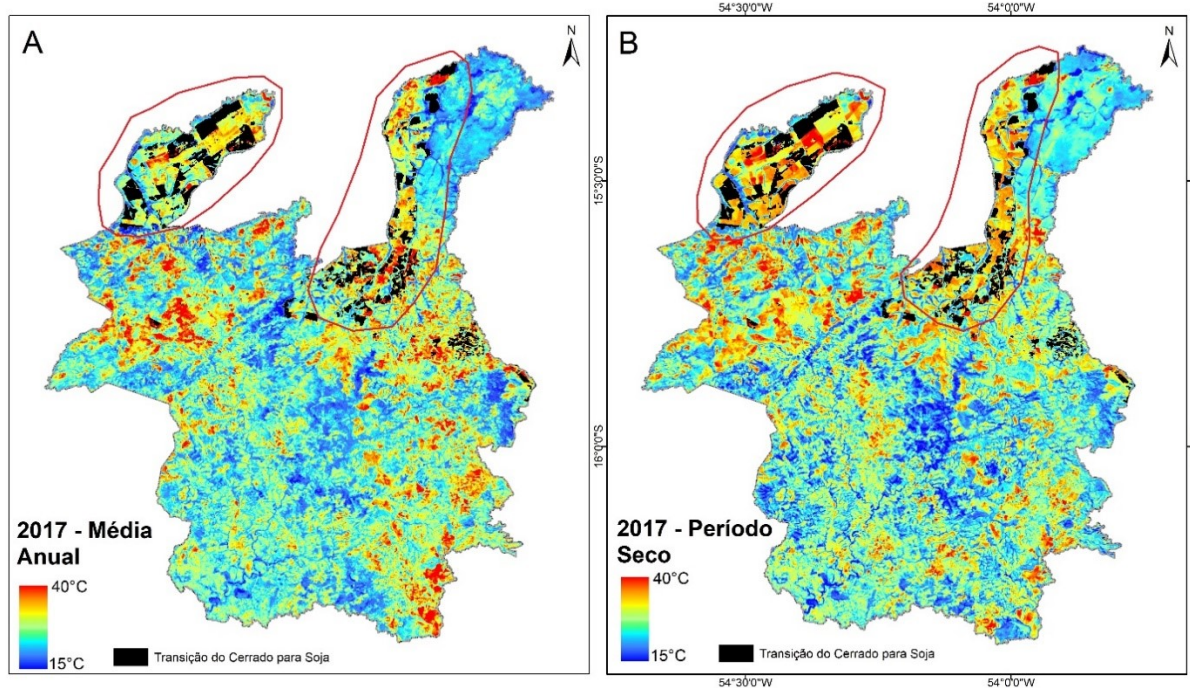 54°30'0"W
54°0'0"W
A
N
B
N
15°30'0"S
16°0'0"S
2017 - Média
Anual
40°C
15°C
Transição do Cerrado para Soja
2017 - Período
Seco
40°C
15°C
Transição do Cerrado para Soja
54°30'0"W
54°0'0"W